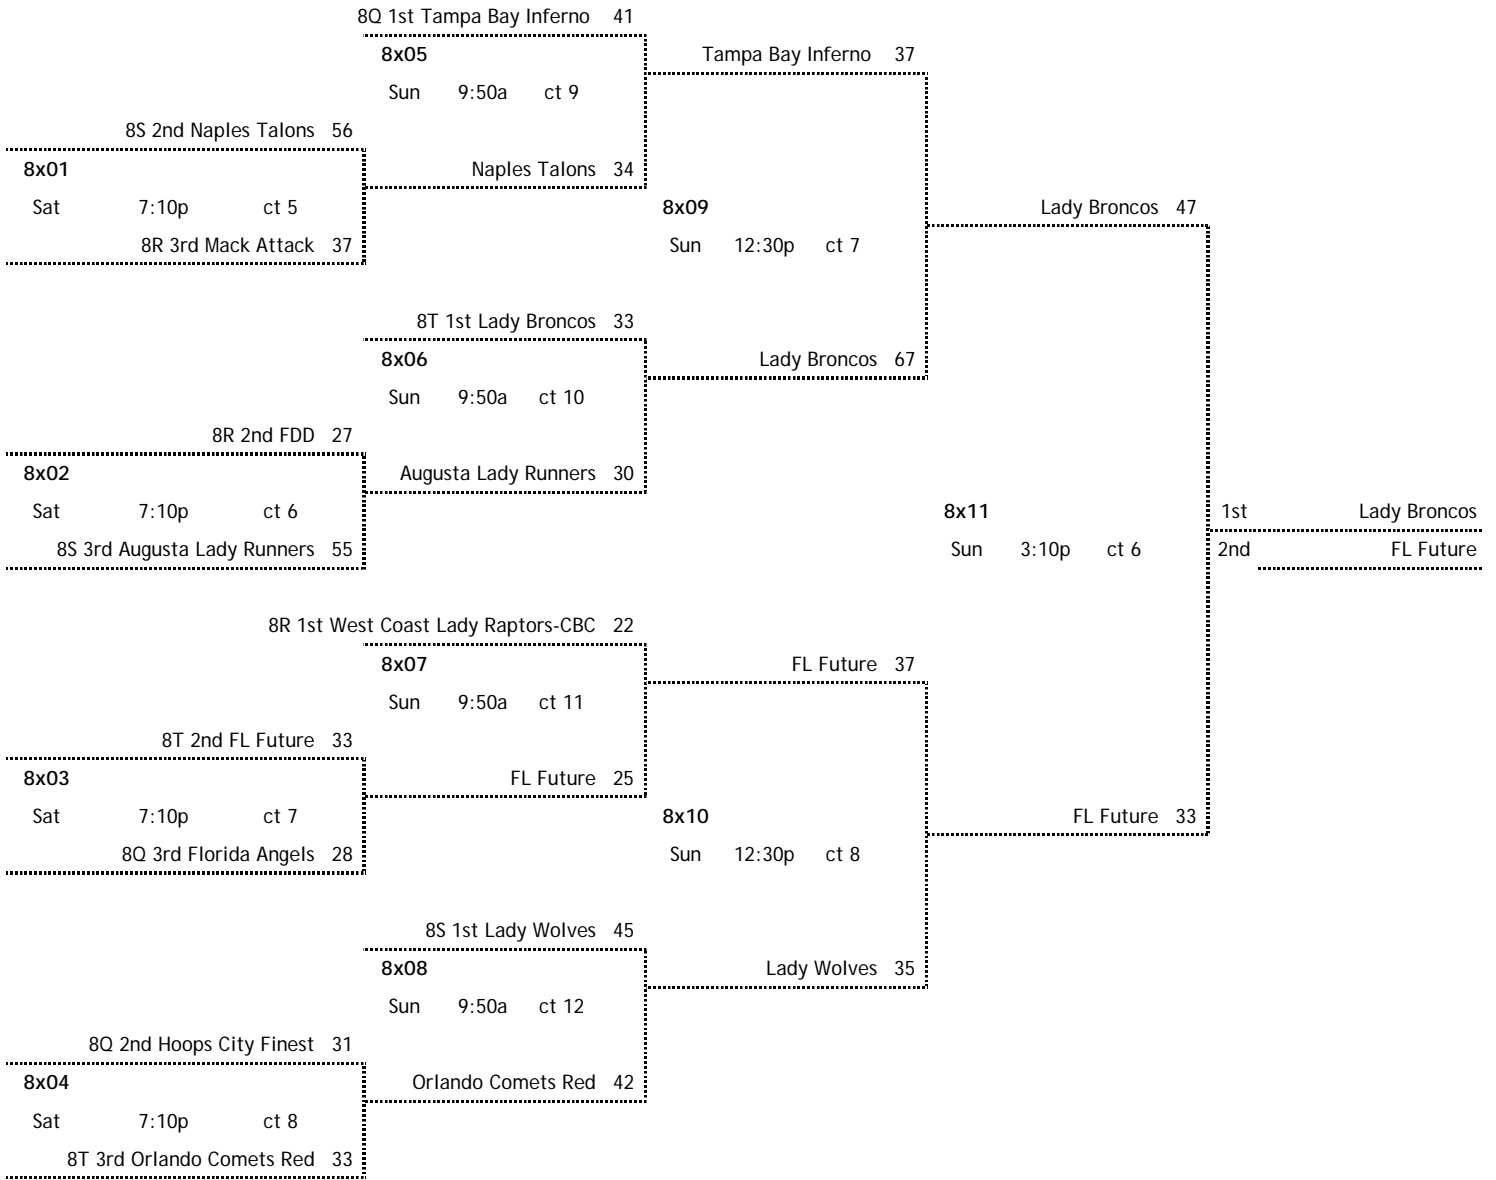 8Q 1st Tampa Bay Inferno 41
8x05
Tampa Bay Inferno 37
Sun 9:50a ct 9
8S 2nd Naples Talons 56
8x01
Naples Talons 34
Sat 7:10p ct 5
8x09
Lady Broncos 47
8R 3rd Mack Attack 37
Sun 12:30p ct 7
8T 1st Lady Broncos 33
8x06
Lady Broncos 67
Sun 9:50a ct 10
8R 2nd FDD 27
8x02
Augusta Lady Runners 30
Sat 7:10p ct 6
8x11
1st Lady Broncos
8S 3rd Augusta Lady Runners 55
Sun 3:10p ct 6
2nd FL Future
8R 1st West Coast Lady Raptors-CBC 22
8x07
FL Future 37
Sun 9:50a ct 11
8T 2nd FL Future 33
8x03
FL Future 25
Sat 7:10p ct 7
8x10
FL Future 33
8Q 3rd Florida Angels 28
Sun 12:30p ct 8
8S 1st Lady Wolves 45
8x08
Lady Wolves 35
Sun 9:50a ct 12
8Q 2nd Hoops City Finest 31
8x04
Orlando Comets Red 42
Sat 7:10p ct 8
8T 3rd Orlando Comets Red 33